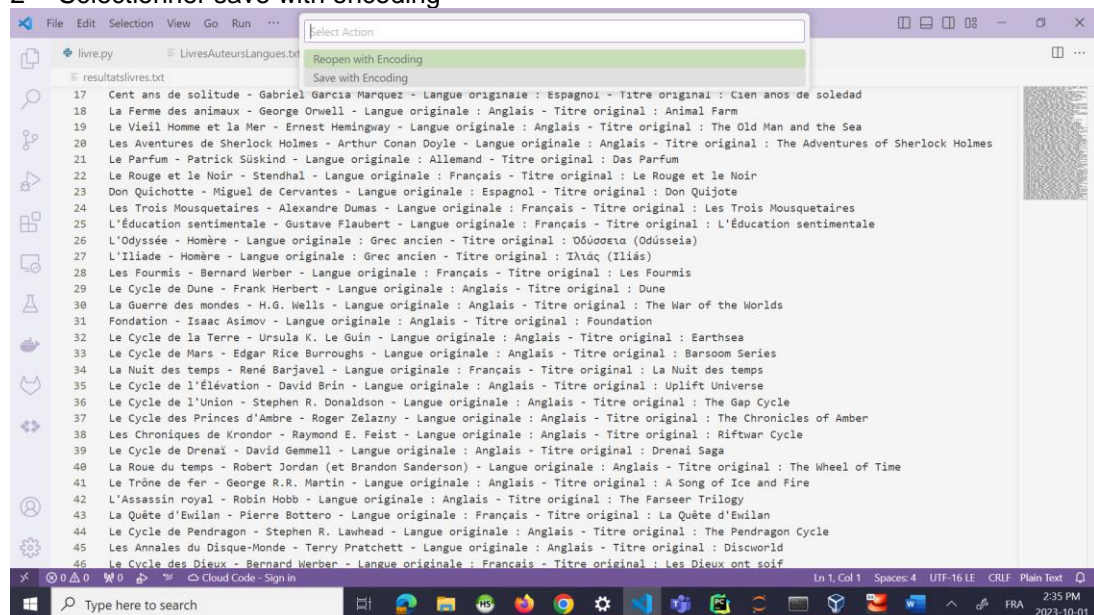 2 – Sélectionner save with encoding
File Edit Selection View Go Run ···
Select Action
Reopen with Encoding
Save with Encoding
livre.py LivresAuteursLangues.txt
resultatslivres.txt
17 Cent ans de solitude - Gabriel García Márquez - Langue originale : Espagnol - Titre original : Cien años de soledad
18 La Ferme des animaux - George Orwell - Langue originale : Anglais - Titre original : Animal Farm
19 Le Vieil Homme et la Mer - Ernest Hemingway - Langue originale : Anglais - Titre original : The Old Man and the Sea
20 Les Aventures de Sherlock Holmes - Arthur Conan Doyle - Langue originale : Anglais - Titre original : The Adventures of Sherlock Holmes
21 Le Parfum - Patrick Süskind - Langue originale : Allemand - Titre original : Das Parfum
22 Le Rouge et le Noir - Stendhal - Langue originale : Français - Titre original : Le Rouge et le Noir
23 Don Quichotte - Miguel de Cervantes - Langue originale : Espagnol - Titre original : Don Quijote
24 Les Trois Mousquetaires - Alexandre Dumas - Langue originale : Français - Titre original : Les Trois Mousquetaires
25 L'Éducation sentimentale - Gustave Flaubert - Langue originale : Français - Titre original : L'Éducation sentimentale
26 L'Odyssée - Homère - Langue originale : Grec ancien - Titre original : Ὀδύσσεια (Odússeia)
27 L'Iliade - Homère - Langue originale : Grec ancien - Titre original : Ἰλιάς (Iliás)
28 Les Fourmis - Bernard Werber - Langue originale : Français - Titre original : Les Fourmis
29 Le Cycle de Dune - Frank Herbert - Langue originale : Anglais - Titre original : Dune
30 La Guerre des mondes - H.G. Wells - Langue originale : Anglais - Titre original : The War of the Worlds
31 Fondation - Isaac Asimov - Langue originale : Anglais - Titre original : Foundation
32 Le Cycle de la Terre - Ursula K. Le Guin - Langue originale : Anglais - Titre original : Earthsea
33 Le Cycle de Mars - Edgar Rice Burroughs - Langue originale : Anglais - Titre original : Barsoom Series
34 La Nuit des temps - René Barjavel - Langue originale : Français - Titre original : La Nuit des temps
35 Le Cycle de l'Élévation - David Brin - Langue originale : Anglais - Titre original : Uplift Universe
36 Le Cycle de l'Union - Stephen R. Donaldson - Langue originale : Anglais - Titre original : The Gap Cycle
37 Le Cycle des Princes d'Ambre - Roger Zelazny - Langue originale : Anglais - Titre original : The Chronicles of Amber
38 Les Chroniques de Krondor - Raymond E. Feist - Langue originale : Anglais - Titre original : Riftwar Cycle
39 Le Cycle de Drenaï - David Gemmell - Langue originale : Anglais - Titre original : Drenai Saga
40 La Roue du temps - Robert Jordan (et Brandon Sanderson) - Langue originale : Anglais - Titre original : The Wheel of Time
41 Le Trône de fer - George R.R. Martin - Langue originale : Anglais - Titre original : A Song of Ice and Fire
42 L'Assassin royal - Robin Hobb - Langue originale : Anglais - Titre original : The Farseer Trilogy
43 La Quête d'Ewilan - Pierre Bottero - Langue originale : Français - Titre original : La Quête d'Ewilan
44 Le Cycle de Pendragon - Stephen R. Lawhead - Langue originale : Anglais - Titre original : The Pendragon Cycle
45 Les Annales du Disque-Monde - Terry Pratchett - Langue originale : Anglais - Titre original : Discworld
46 Le Cycle des Dieux - Bernard Werber - Langue originale : Français - Titre original : Les Dieux ont soif
0 0 0 Cloud Code - Sign in Ln 1, Col 1 Spaces: 4 UTF-16 LE CRLF Plain Text
Type here to search FRA 2:35 PM
2023-10-01